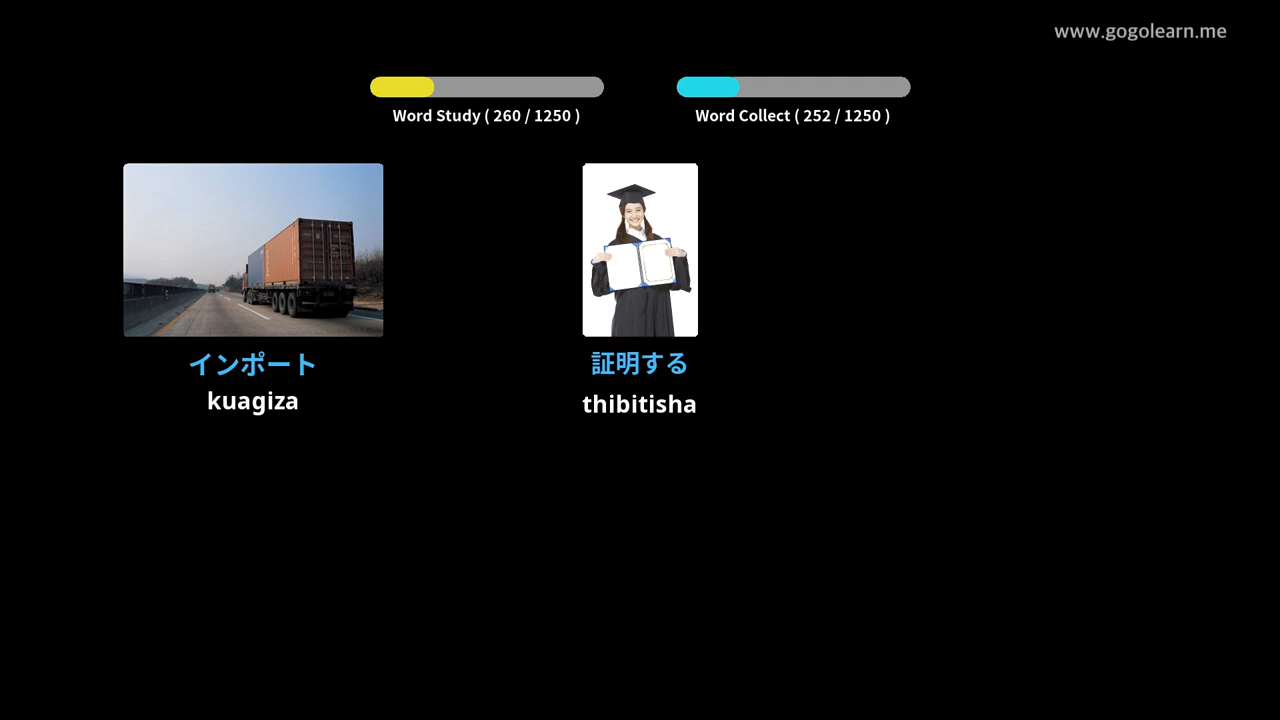 www.gogolearn.me
Word Study ( 260 / 1250 )
Word Collect ( 252 / 1250 )
インポート
kuagiza
証明する
thibitisha